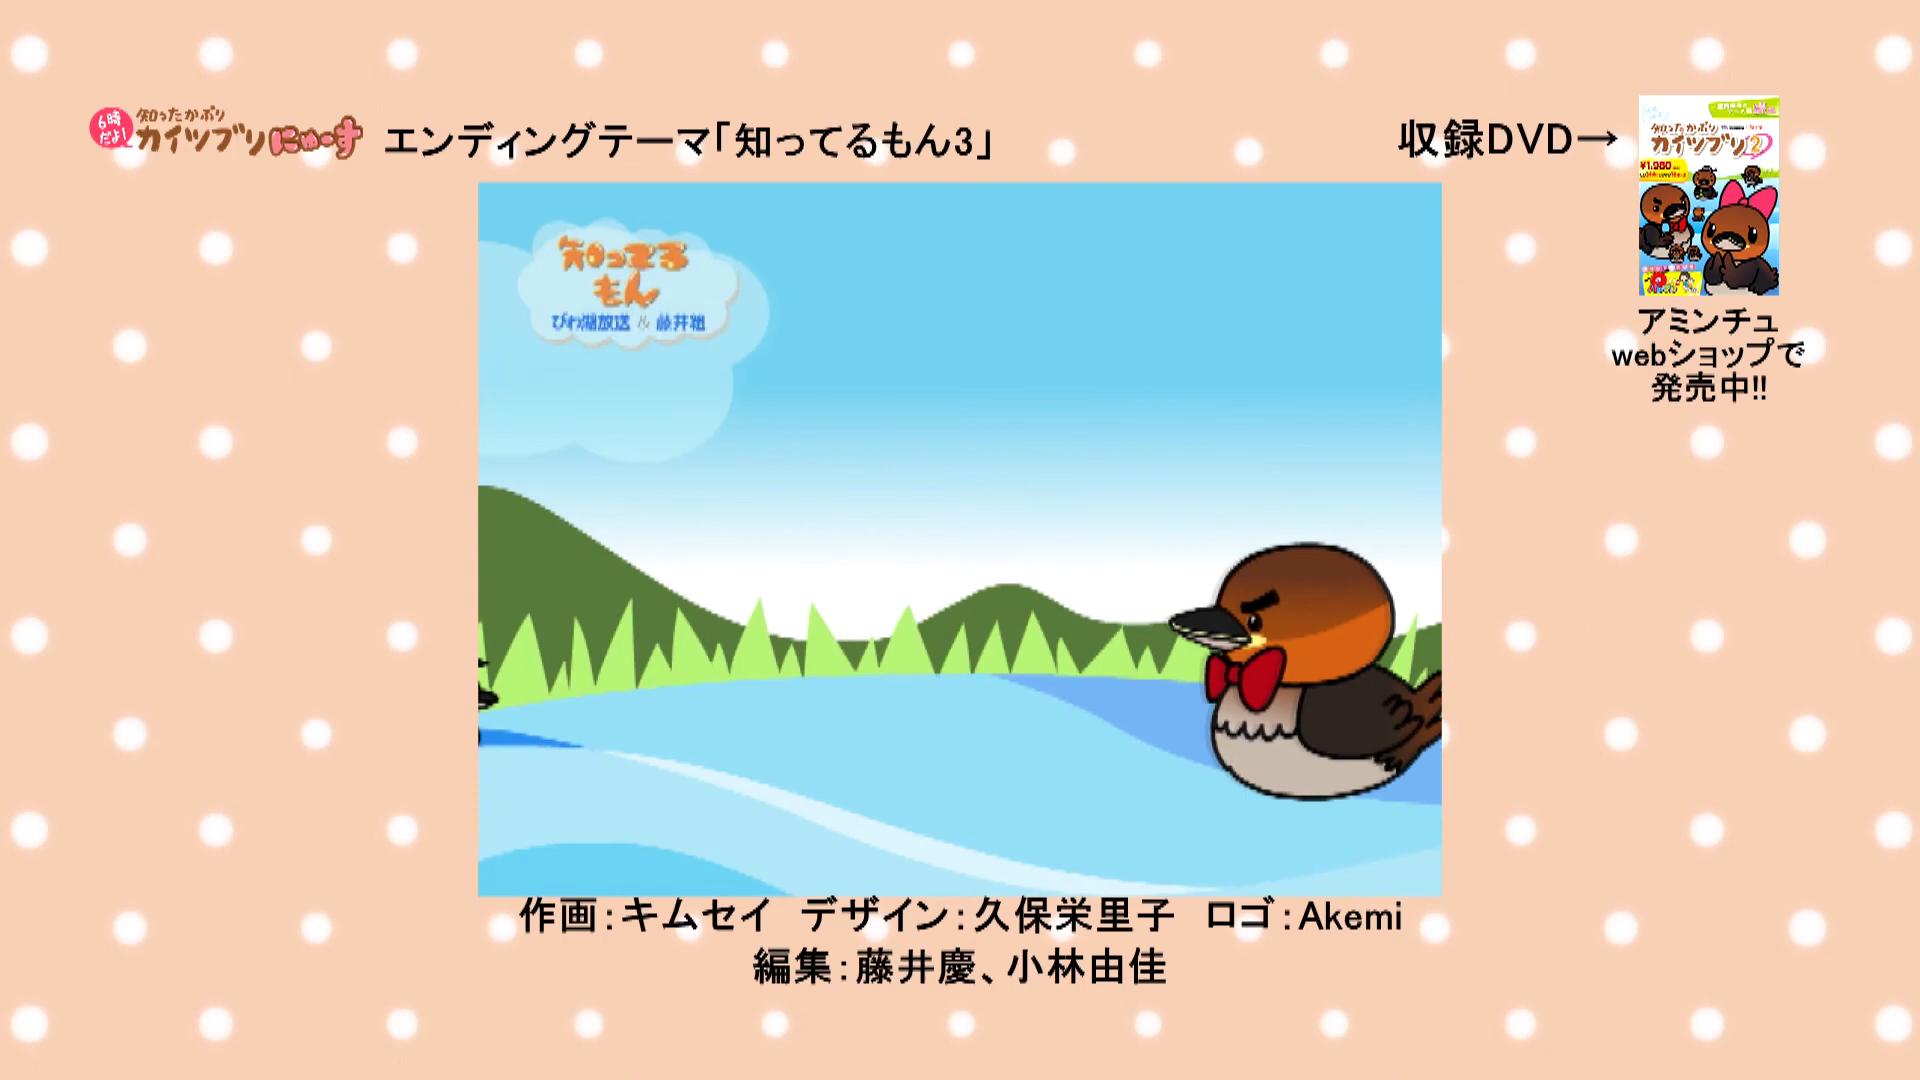 6時だよ!
知ったかぶり
カイツブリにゅーす
エンディングテーマ「知ってるもん3」
収録DVD→
知ったかぶり
カイツブリ2
¥1,980
アミンチュ
webショップで
発売中!!
知ってる
もん
びわ湖放送 & 藤井組
作画:キムセイ デザイン:久保栄里子 ロゴ:Akemi
編集:藤井慶、小林由佳